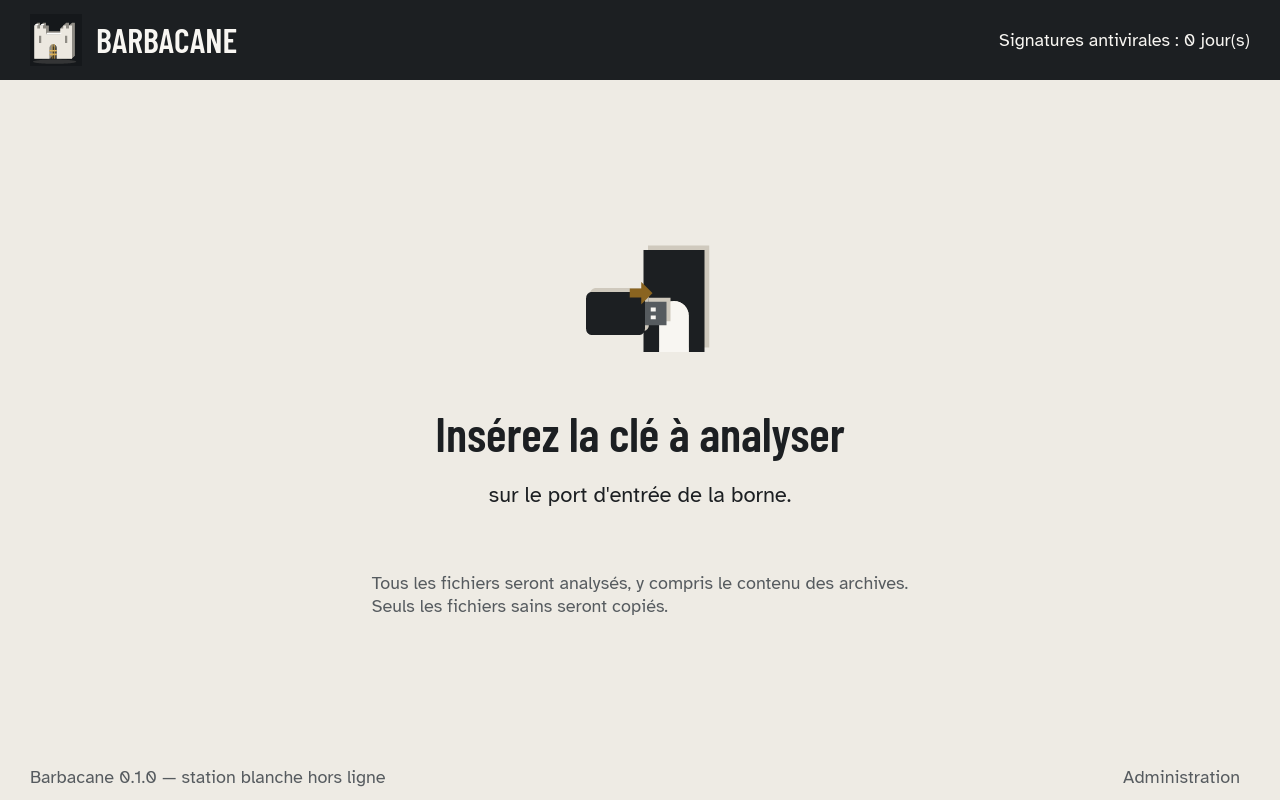 BARBACANE
Signatures antivirales : 0 jour(s)
Insérez la clé à analyser
sur le port d'entrée de la borne.
Tous les fichiers seront analysés, y compris le contenu des archives.
Seuls les fichiers sains seront copiés.
Barbacane 0.1.0 — station blanche hors ligne
Administration